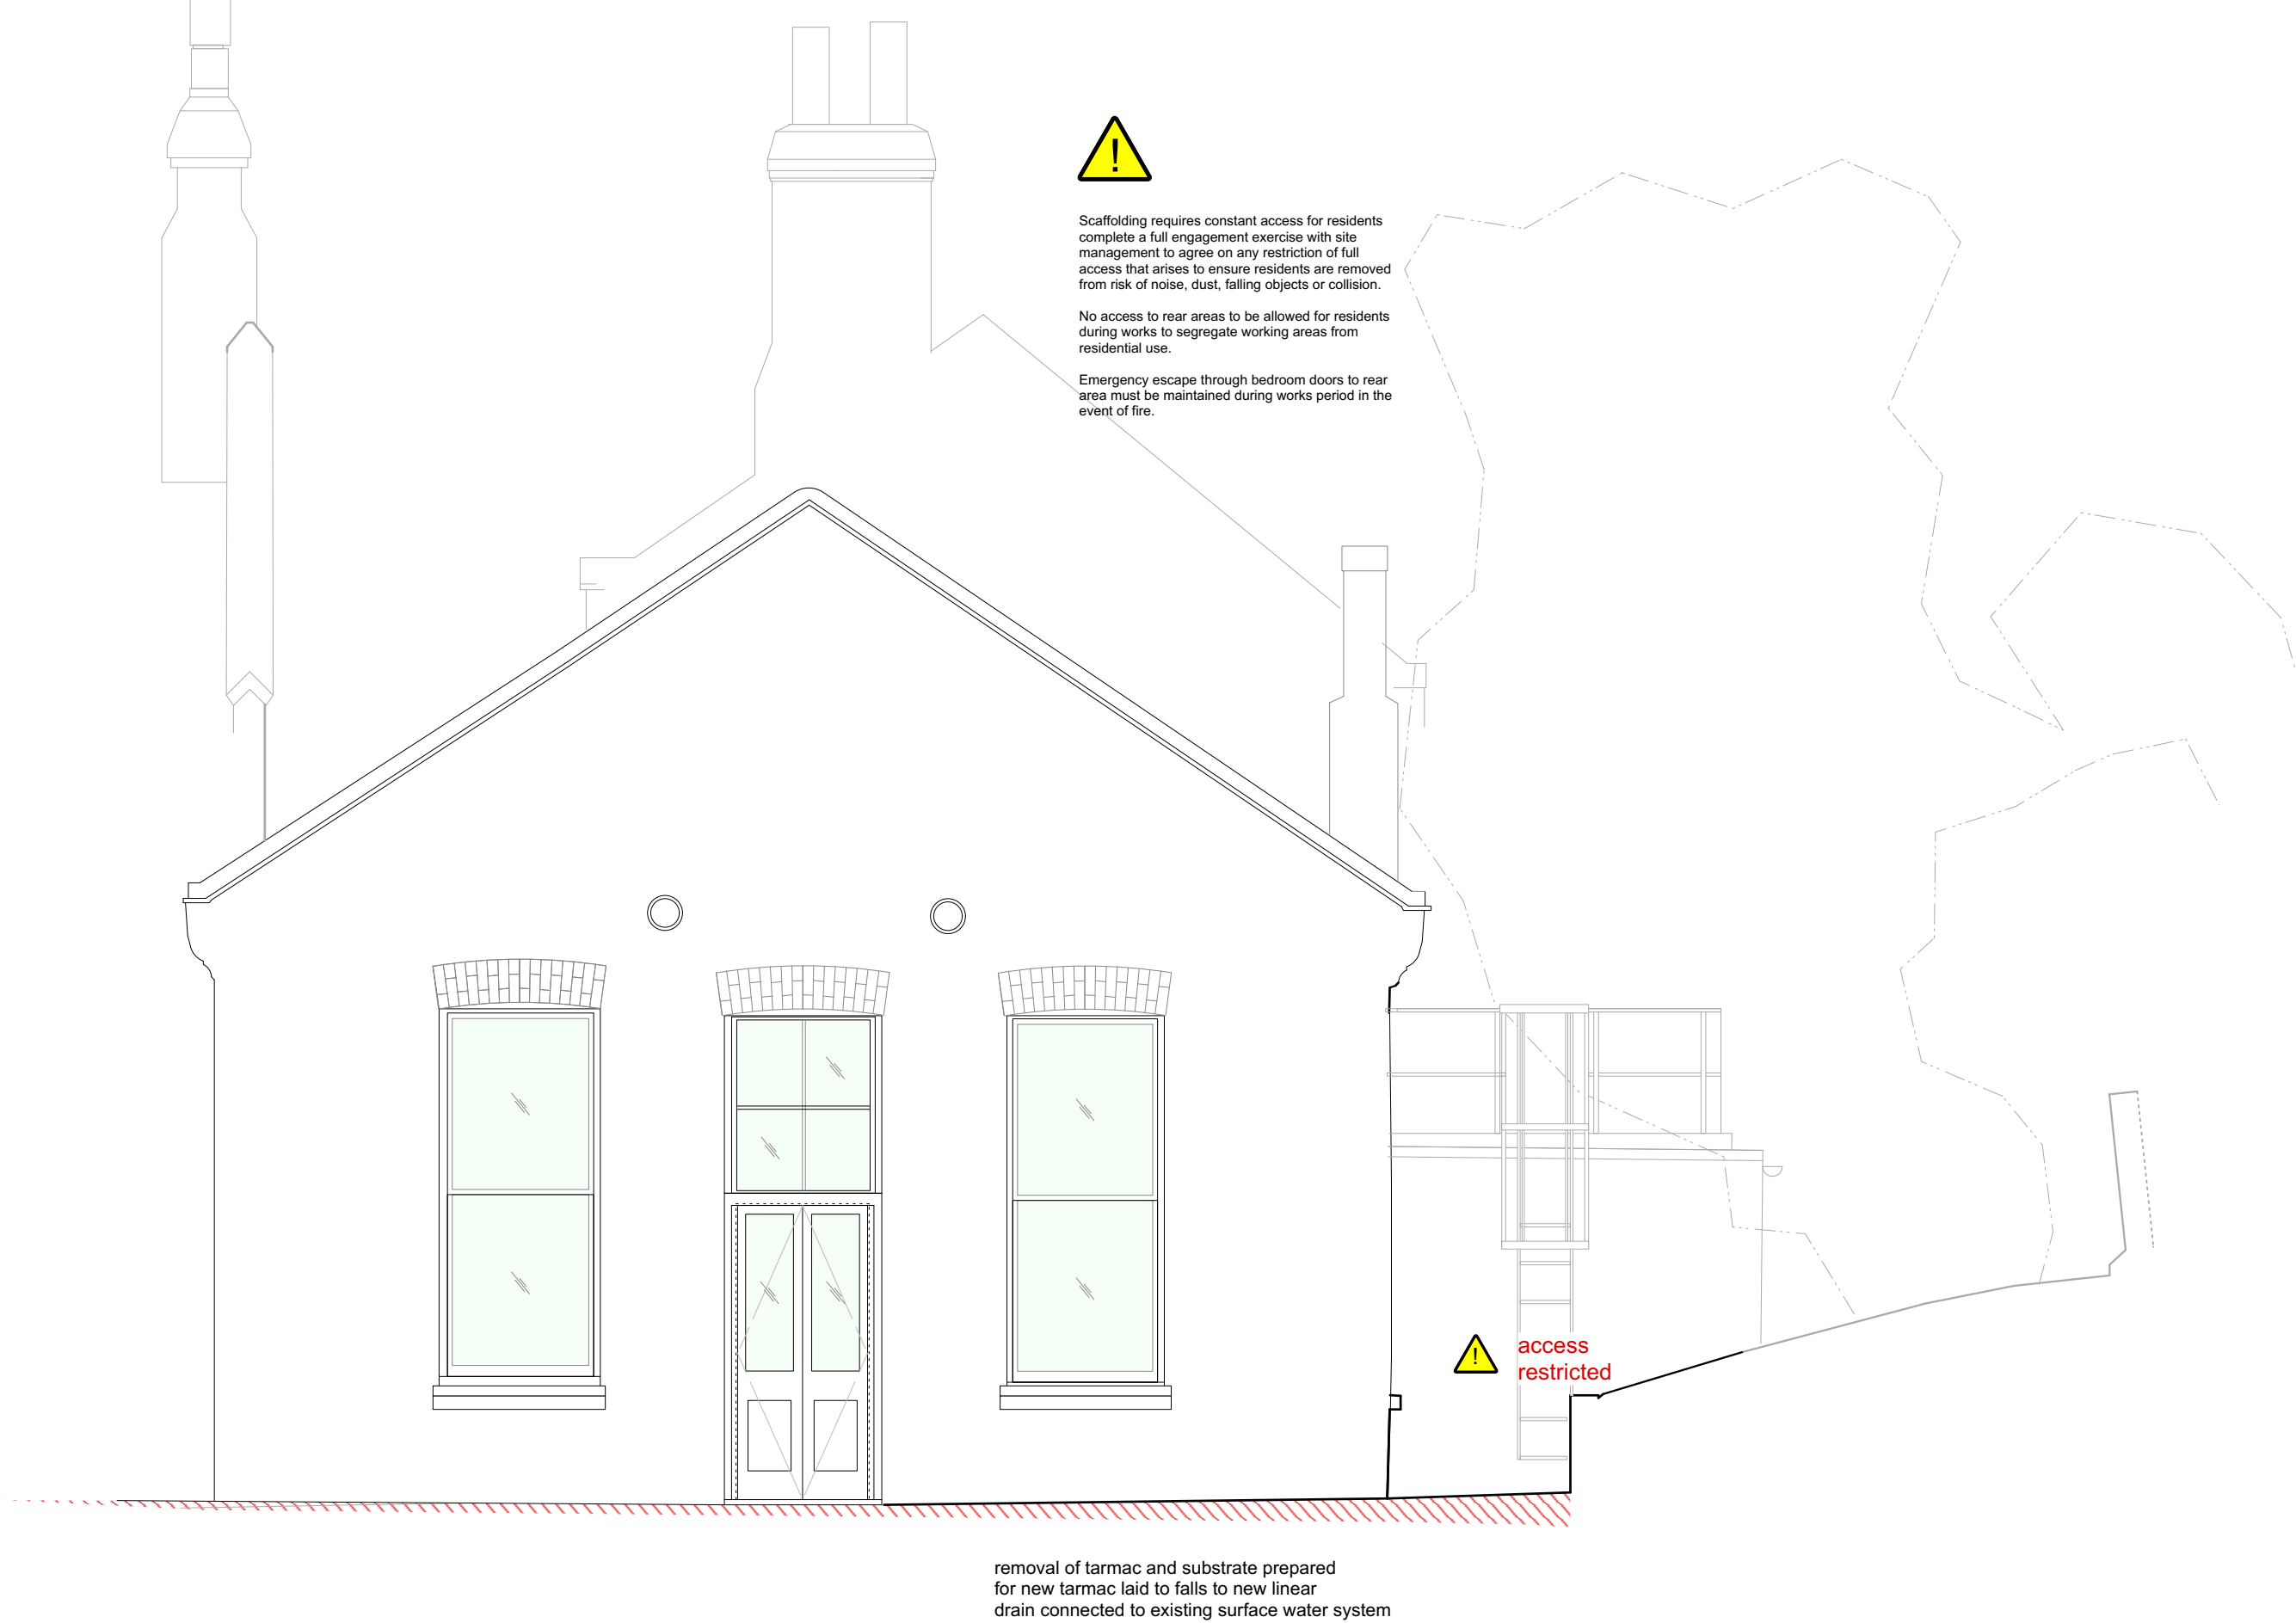 !
Scaffolding requires constant access for residents
complete a full engagement exercise with site
management to agree on any restriction of full
access that arises to ensure residents are removed
from risk of noise, dust, falling objects or collision.
No access to rear areas to be allowed for residents
during works to segregate working areas from
residential use.
Emergency escape through bedroom doors to rear
area must be maintained during works period in the
event of fire.
!
access
restricted
removal of tarmac and substrate prepared
for new tarmac laid to falls to new linear
drain connected to existing surface water system